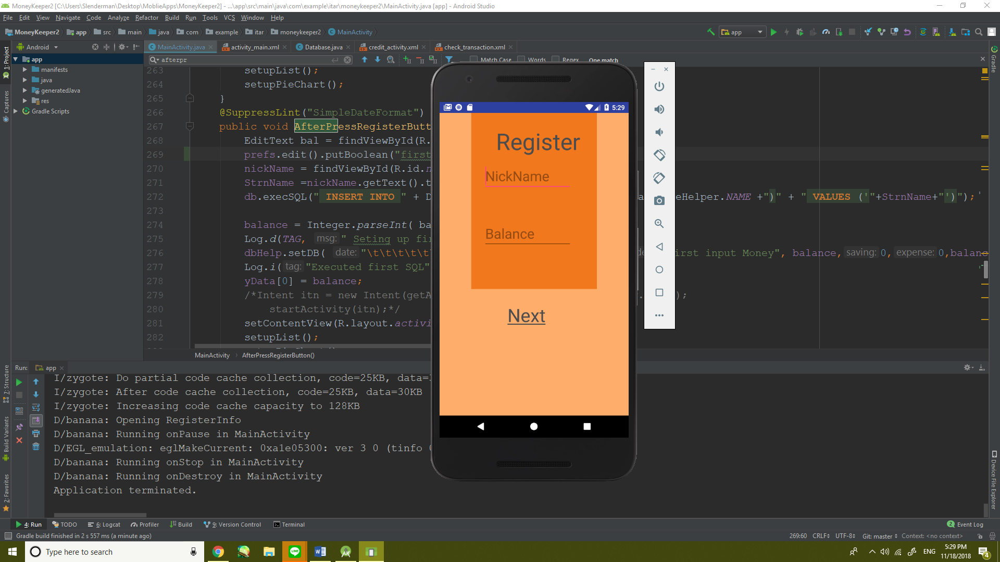 MoneyKeeper2 [C:\Users\Slenderman\Desktop\MoblieApps\MoneyKeeper2] - ...\app\src\main\java\com\example\itar\moneykeeper2\MainActivity.java [app] - Android Studio
File Edit View Navigate Code Analyze Refactor Build Run Tools VCS Window Help
MoneyKeeper2 app src main java com example itar moneykeeper2 MainActivity
app
Android
MainActivity.java activity_main.xml Database.java credit_activity.xml check_transaction.xml
afterpr
Match Case Words Regex One match
1: Project
Captures
7: Structure
Build Variants
2: Favorites
Gradle
Device File Explorer
app
manifests
java
generatedJava
res
Gradle Scripts
263 setupList();
264 setupPieChart();
265 }
266 @SuppressLint("SimpleDateFormat")
267 public void AfterPressRegisterButt
268 EditText bal = findViewById(R.
269 prefs.edit().putBoolean("first
270 nickName = findViewById(R.id.n
271 StrnName =nickName.getText().t
272 db.execSQL(" INSERT INTO " + D eHelper.NAME +")" + " VALUES ('"+StrnName+"')");'
273
274 balance = Integer.parseInt( ba
275 Log.d(TAG, msg: " Seting up fir
276 dbHelp.setDB( date: "\t\t\t\t\t irst input Money", balance, saving: 0, expense: 0,balanc
277 Log.i( tag: "Executed first SQL"
278 yData[0] = balance;
279 /*Intent itn = new Intent(getA );
280 startActivity(itn);*/
281 setContentView(R.layout.activi
282 setupList();
MainActivity AfterPressRegisterButton()
5:29
Register
NickName
Balance
Next
Run: app
I/zygote: Do partial code cache collection, code=25KB, data=
I/zygote: After code cache collection, code=25KB, data=30KB
I/zygote: Increasing code cache capacity to 128KB
D/banana: Opening RegisterInfo
D/banana: Running onPause in MainActivity
D/EGL_emulation: eglMakeCurrent: 0xa1e05300: ver 3 0 (tinfo
D/banana: Running onStop in MainActivity
D/banana: Running onDestroy in MainActivity
Application terminated.
4: Run TODO 6: Logcat Profiler Build 9: Version Control Terminal 2 Event Log
Gradle build finished in 2 s 557 ms (a minute ago) 269:60 CRLF UTF-8 Git: master Context: <no context>
Type here to search
LINE
ENG
5:29 PM
11/18/2018
4